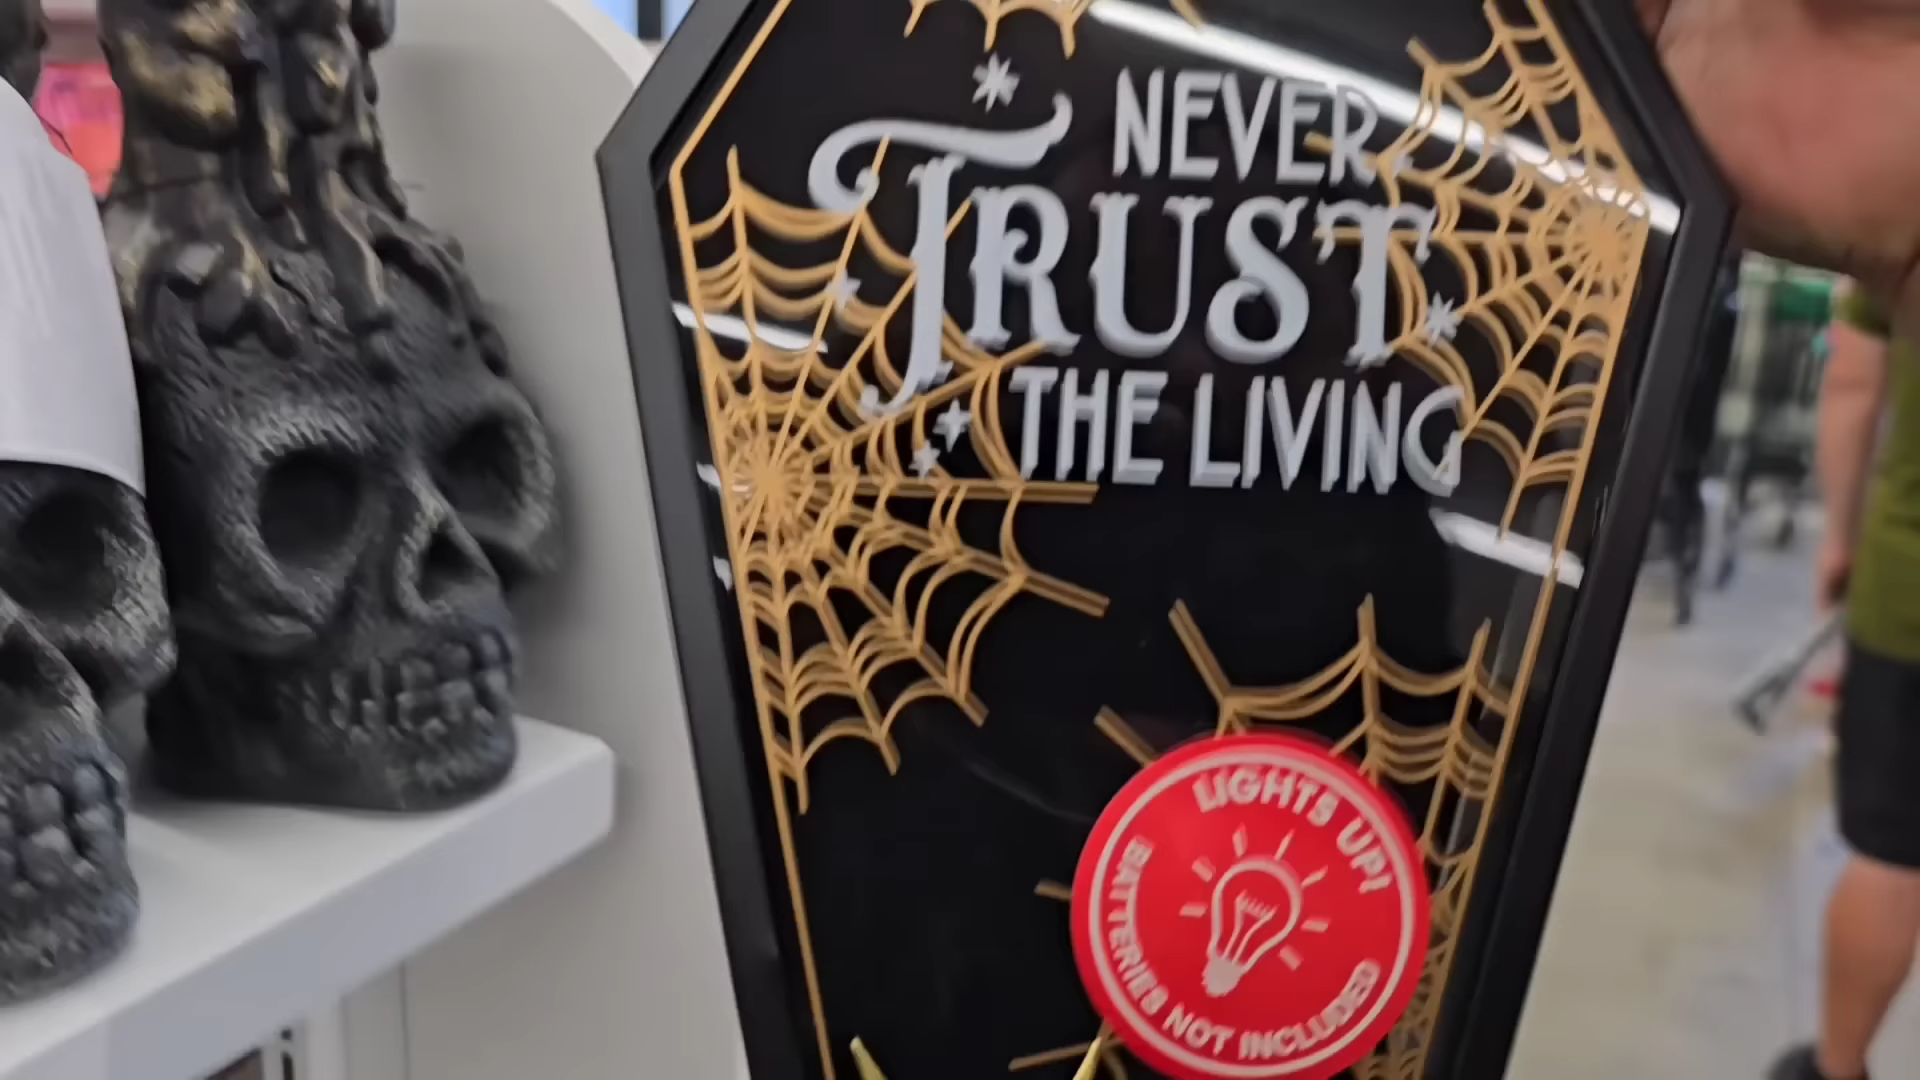 NEVER
TRUST
THE LIVING
LIGHTS UP!
BATTERIES NOT INCLUDED